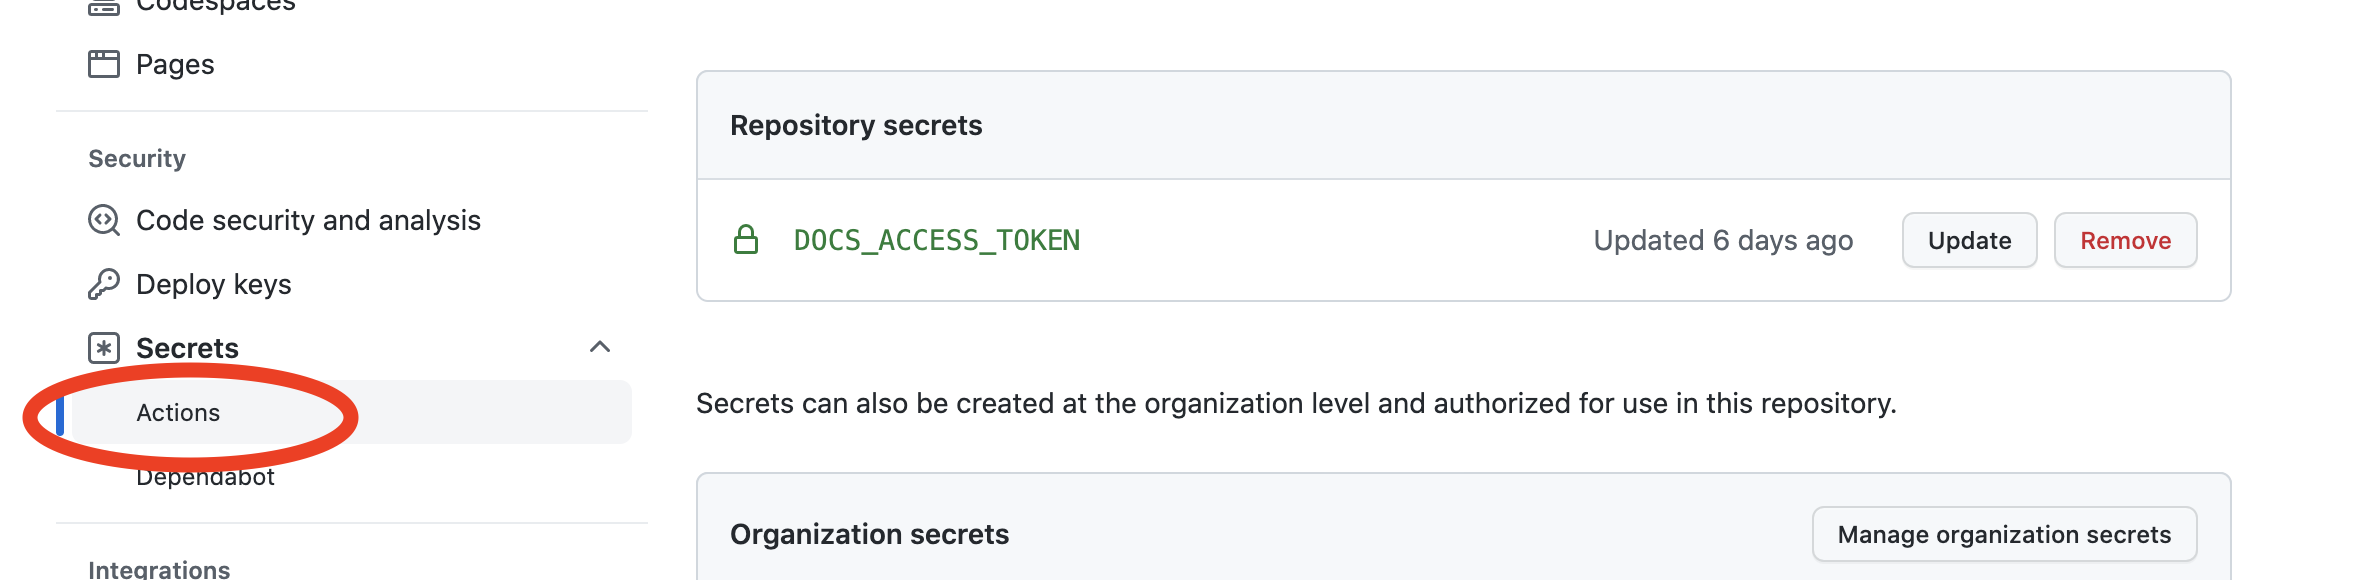 Codespaces
Pages
Security
Code security and analysis
Deploy keys
Secrets
Actions
Dependabot
Integrations
Repository secrets
DOCS_ACCESS_TOKEN
Updated 6 days ago
Update
Remove
Secrets can also be created at the organization level and authorized for use in this repository.
Organization secrets
Manage organization secrets